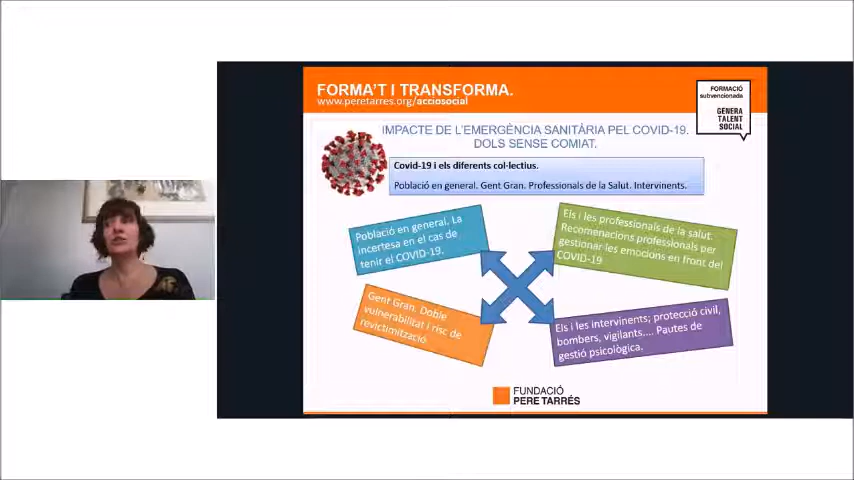 FORMA'T I TRANSFORMA.
www.peretarres.org/acciosocial
FORMACIÓ
subvencionada
GENERA
TALENT
SOCIAL
IMPACTE DE L'EMERGÈNCIA SANITÀRIA PEL COVID-19.
DOLS SENSE COMIAT.
Covid-19 i els diferents col·lectius.
Població en general. Gent Gran. Professionals de la Salut. Intervinents.
Població en general. La
incertesa en el cas de
tenir el COVID-19.
Els i les professionals de la salut.
Recomenacions professionals per
gestionar les emocions en front del
COVID-19
Gent Gran. Doble
vulnerabilitat i risc de
revictimització
Els i les intervinents; protecció civil,
bombers, vigilants.... Pautes de
gestió psicològica.
FUNDACIÓ
PERE TARRÉS